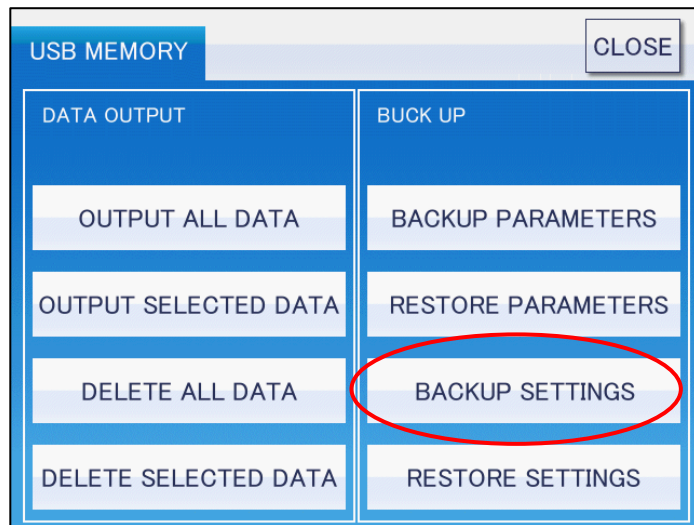 USB MEMORY
CLOSE
DATA OUTPUT
OUTPUT ALL DATA
OUTPUT SELECTED DATA
DELETE ALL DATA
DELETE SELECTED DATA
BUCK UP
BACKUP PARAMETERS
RESTORE PARAMETERS
BACKUP SETTINGS
RESTORE SETTINGS